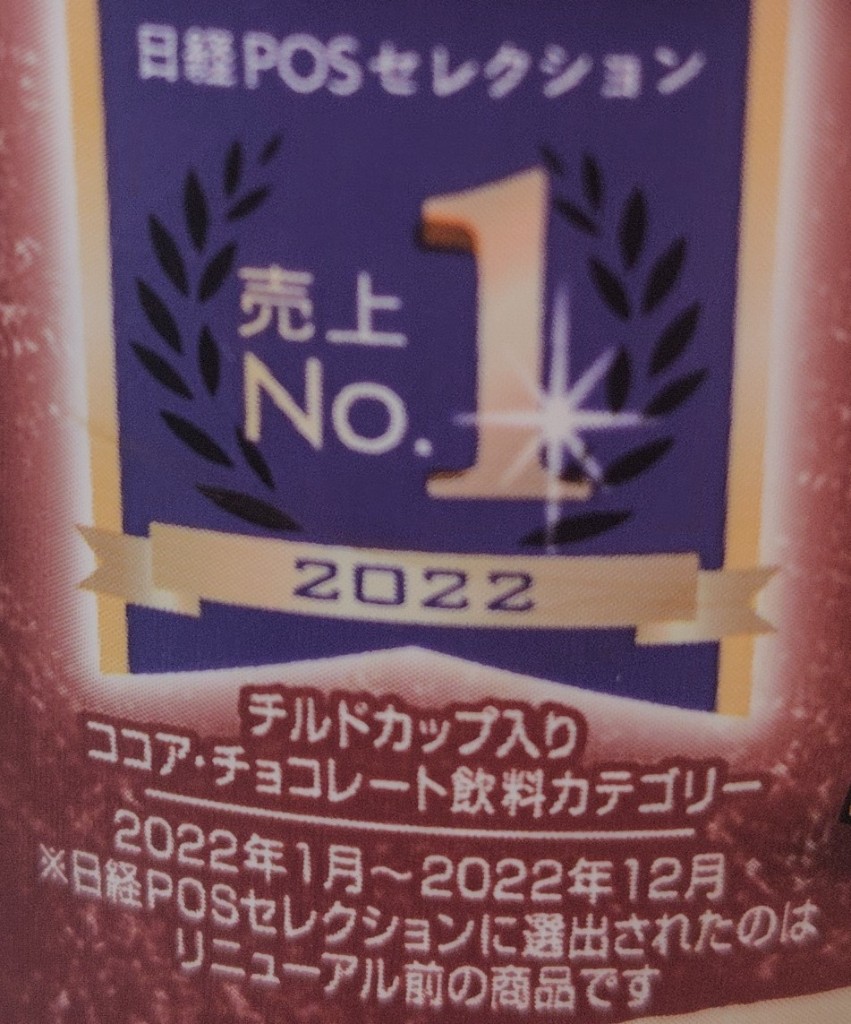 日経POSセレクション
売上
No.1
2022
チルドカップ入り
ココア・チョコレート飲料カテゴリー
2022年1月～2022年12月
※日経POSセレクションに選出されたのは
リニューアル前の商品です